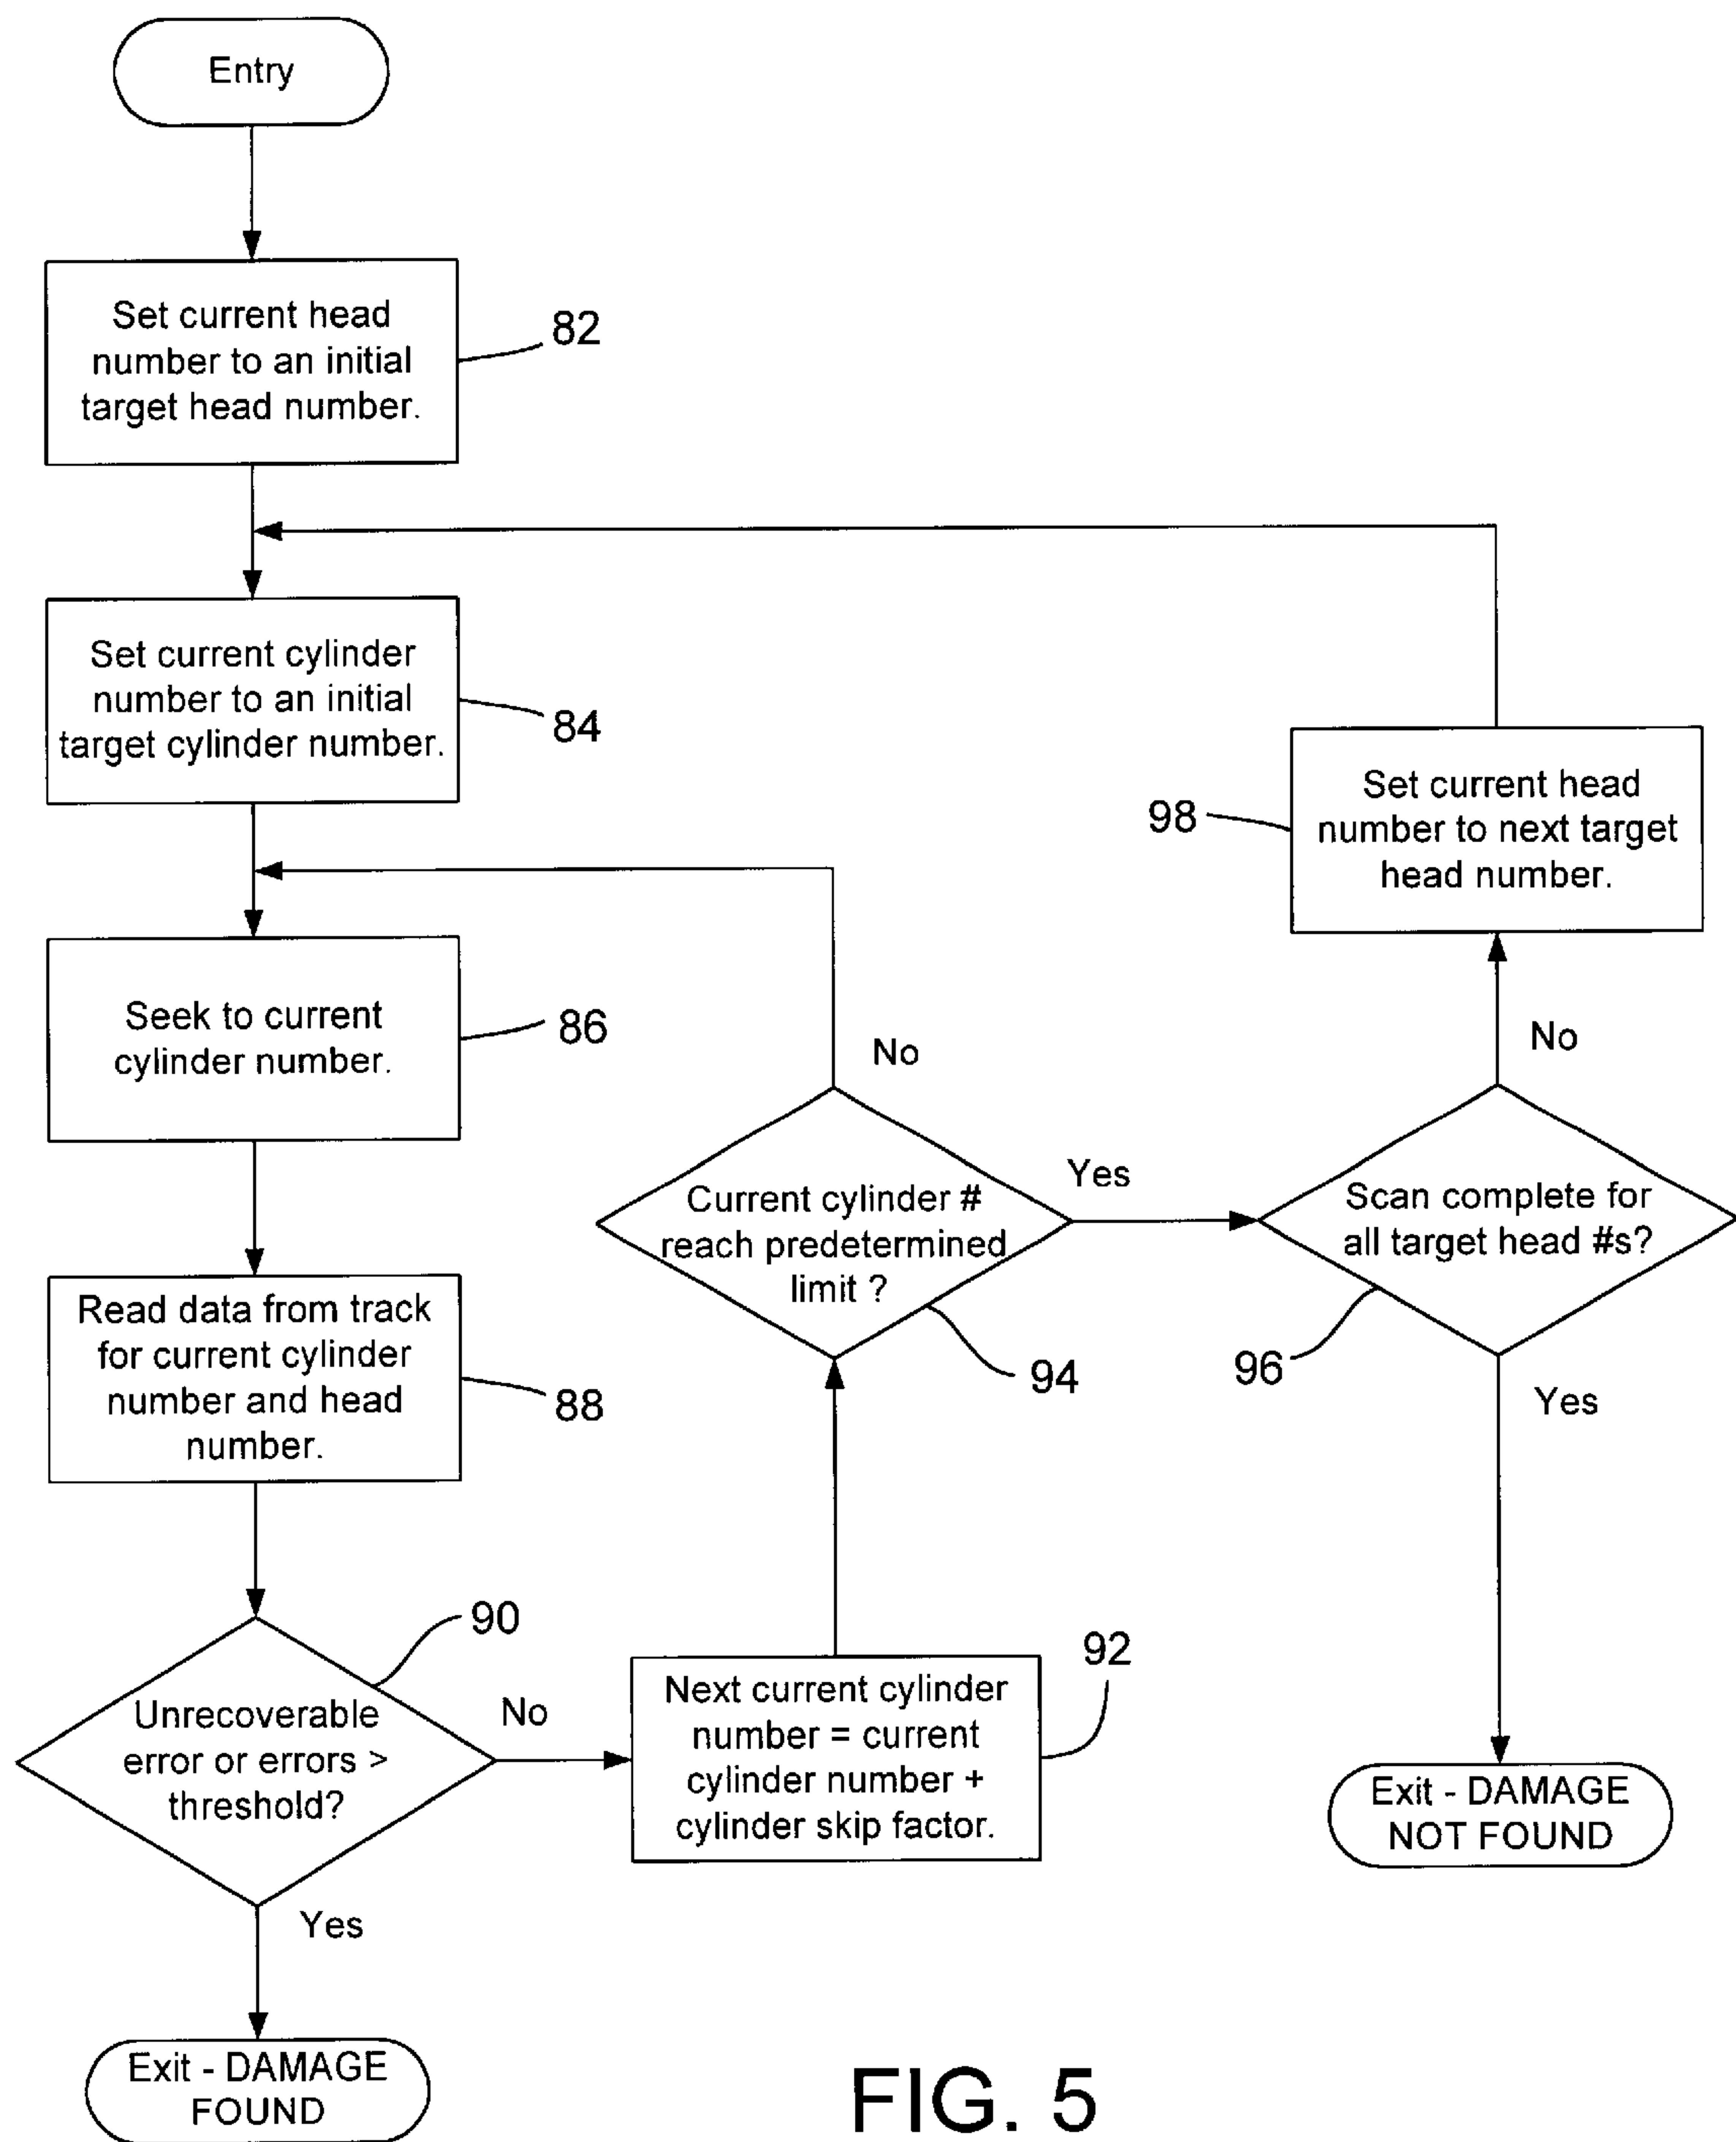 Entry
Set current head
number to an initial
target head number.
82
Set current cylinder
number to an initial
target cylinder number.
84
Seek to current
cylinder number.
86
Read data from track
for current cylinder
number and head
number.
88
Unrecoverable
error or errors >
threshold?
90
No
Yes
Exit - DAMAGE
FOUND
Next current cylinder
number = current
cylinder number +
cylinder skip factor.
92
Current cylinder #
reach predetermined
limit ?
94
No
Yes
Scan complete for
all target head #s?
96
No
Yes
Set current head
number to next target
head number.
98
Exit - DAMAGE
NOT FOUND
FIG. 5